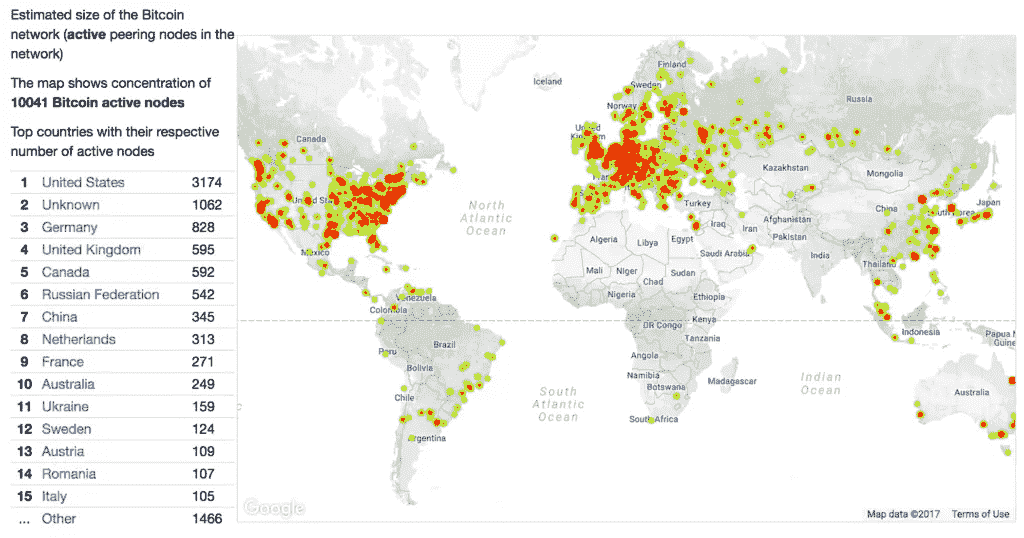 Estimated size of the Bitcoin
network (active peering nodes in the
network)
The map shows concentration of
10041 Bitcoin active nodes
Top countries with their respective
number of active nodes
1 United States 3174
2 Unknown 1062
3 Germany 828
4 United Kingdom 595
5 Canada 592
6 Russian Federation 542
7 China 345
8 Netherlands 313
9 France 271
10 Australia 249
11 Ukraine 159
12 Sweden 124
13 Austria 109
14 Romania 107
15 Italy 105
... Other 1466
Finland
Iceland
Sweden
Norway
Russia
United
Canada
Kazakhstan
Mongolia
North
Atlantic
Ocean
Turkey
China
Japan
Iraq
Iran
Afghanistan
Pakistan
Algeria
Libya
Egypt
Saudi Arabia
India
Mexico
Mali
Niger
Chad
Sudan
Thailand
Nigeria
Ethiopia
Venezuela
Colombia
DR Congo
Kenya
Tanzania
Indonesia
Papua N
Guine
Peru
Brazil
Bolivia
Angola
Namibia
Botswana
Madagascar
Indian
Ocean
Chile
South
Atlantic
Ocean
Australia
South Africa
Argentina
Google
Map data ©2017 Terms of Use